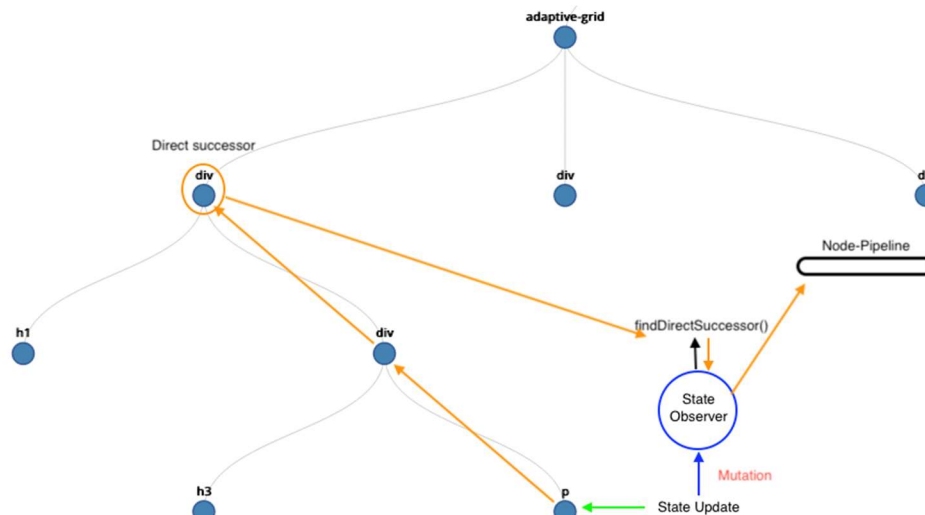 adaptive-grid
Direct successor
div
div
Node-Pipeline
findDirectSuccessor()
h1
div
State
Observer
Mutation
h3
p
State Update